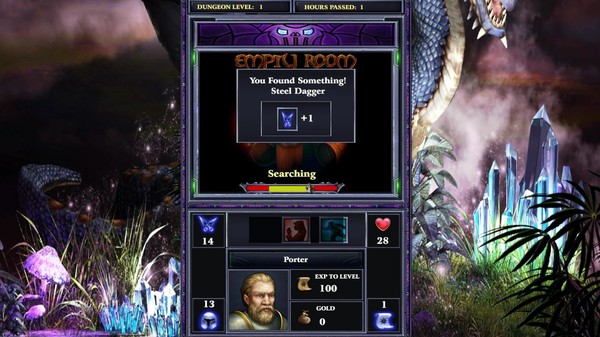 DUNGEON LEVEL: 1
HOURS PASSED: 1
EMPTY ROOM
You Found Something!
Steel Dagger
+1
Searching
14
28
Porter
13
EXP TO LEVEL
100
1
GOLD
0